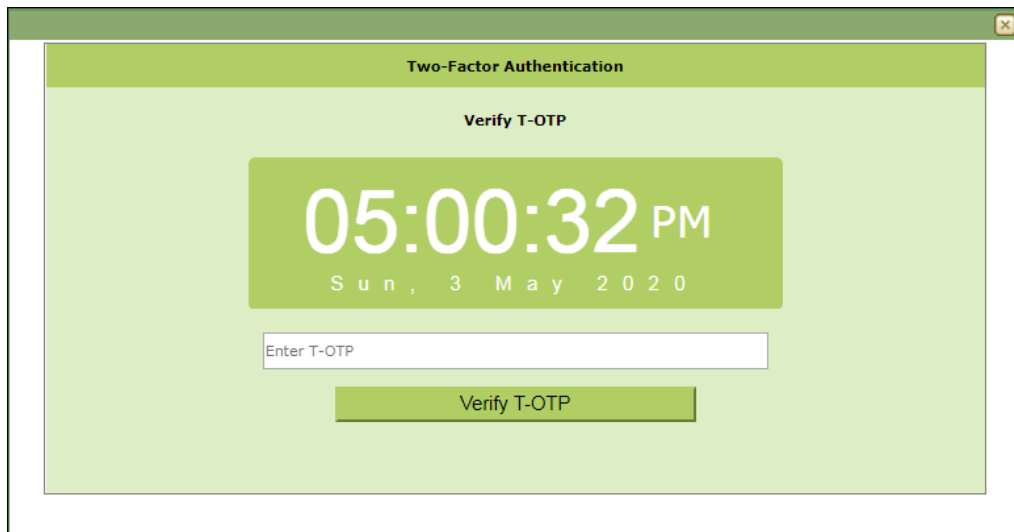 Two-Factor Authentication
Verify T-OTP
05:00:32 PM
Sun, 3 May 2020
Enter T-OTP
Verify T-OTP